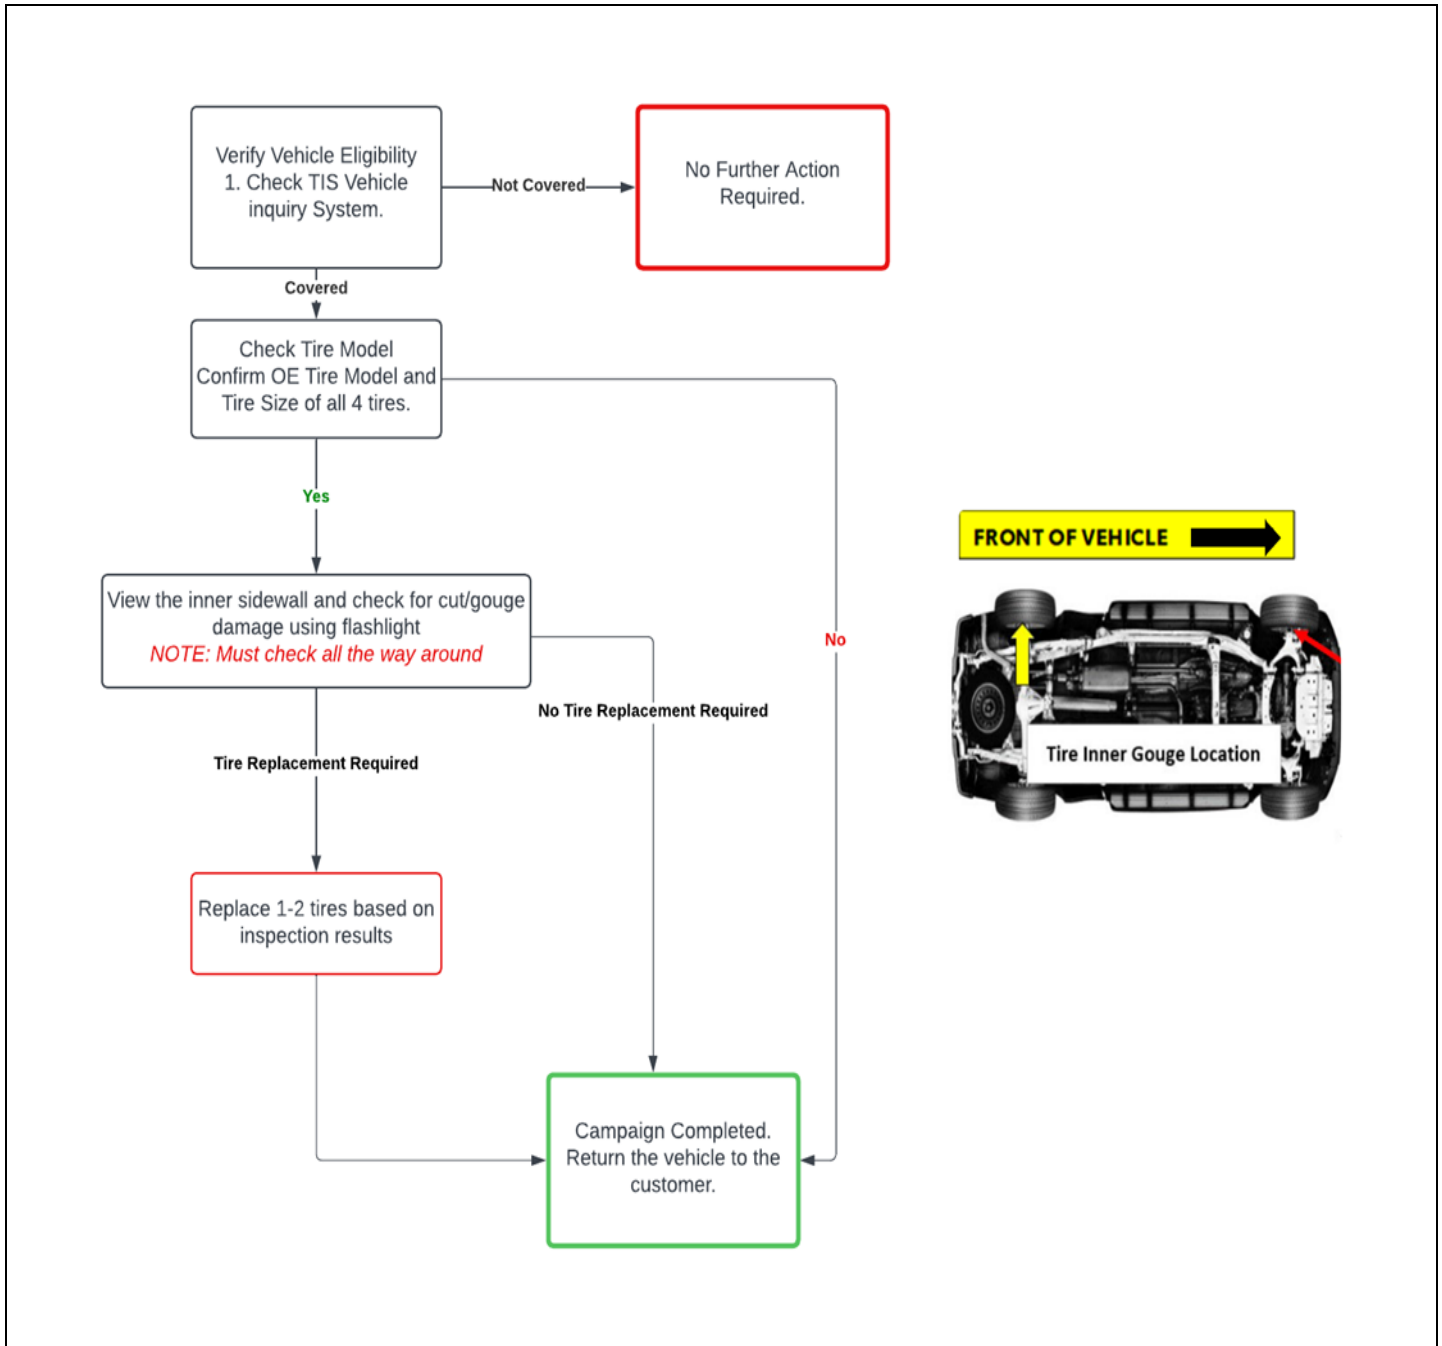 Verify Vehicle Eligibility
1. Check TIS Vehicle
inquiry System.
Not Covered
No Further Action
Required.
Covered
Check Tire Model
Confirm OE Tire Model and
Tire Size of all 4 tires.
Yes
View the inner sidewall and check for cut/gouge
damage using flashlight
NOTE: Must check all the way around
No
No Tire Replacement Required
Tire Replacement Required
Replace 1-2 tires based on
inspection results
Campaign Completed.
Return the vehicle to the
customer.
FRONT OF VEHICLE
Tire Inner Gouge Location